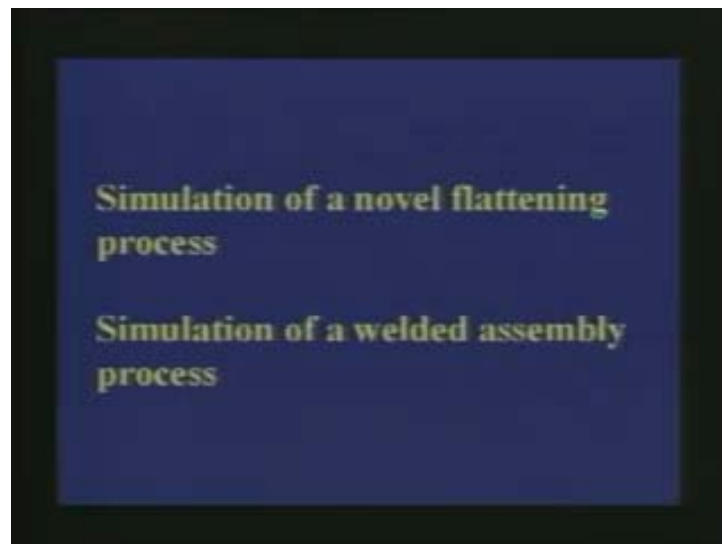 Simulation of a novel flattening
process
Simulation of a welded assembly
process